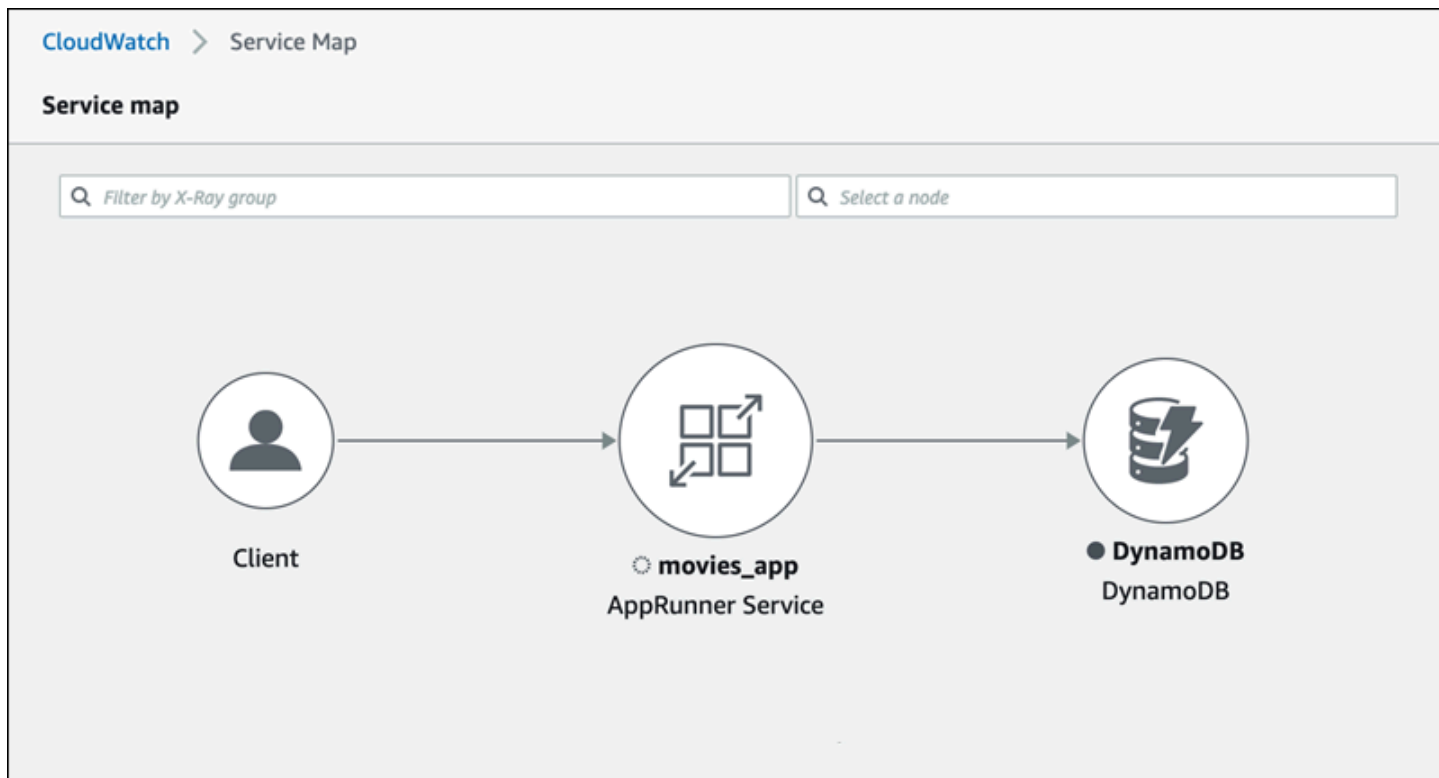 CloudWatch > Service Map
Service map
Filter by X-Ray group
Select a node
Client
movies_app
AppRunner Service
DynamoDB
DynamoDB